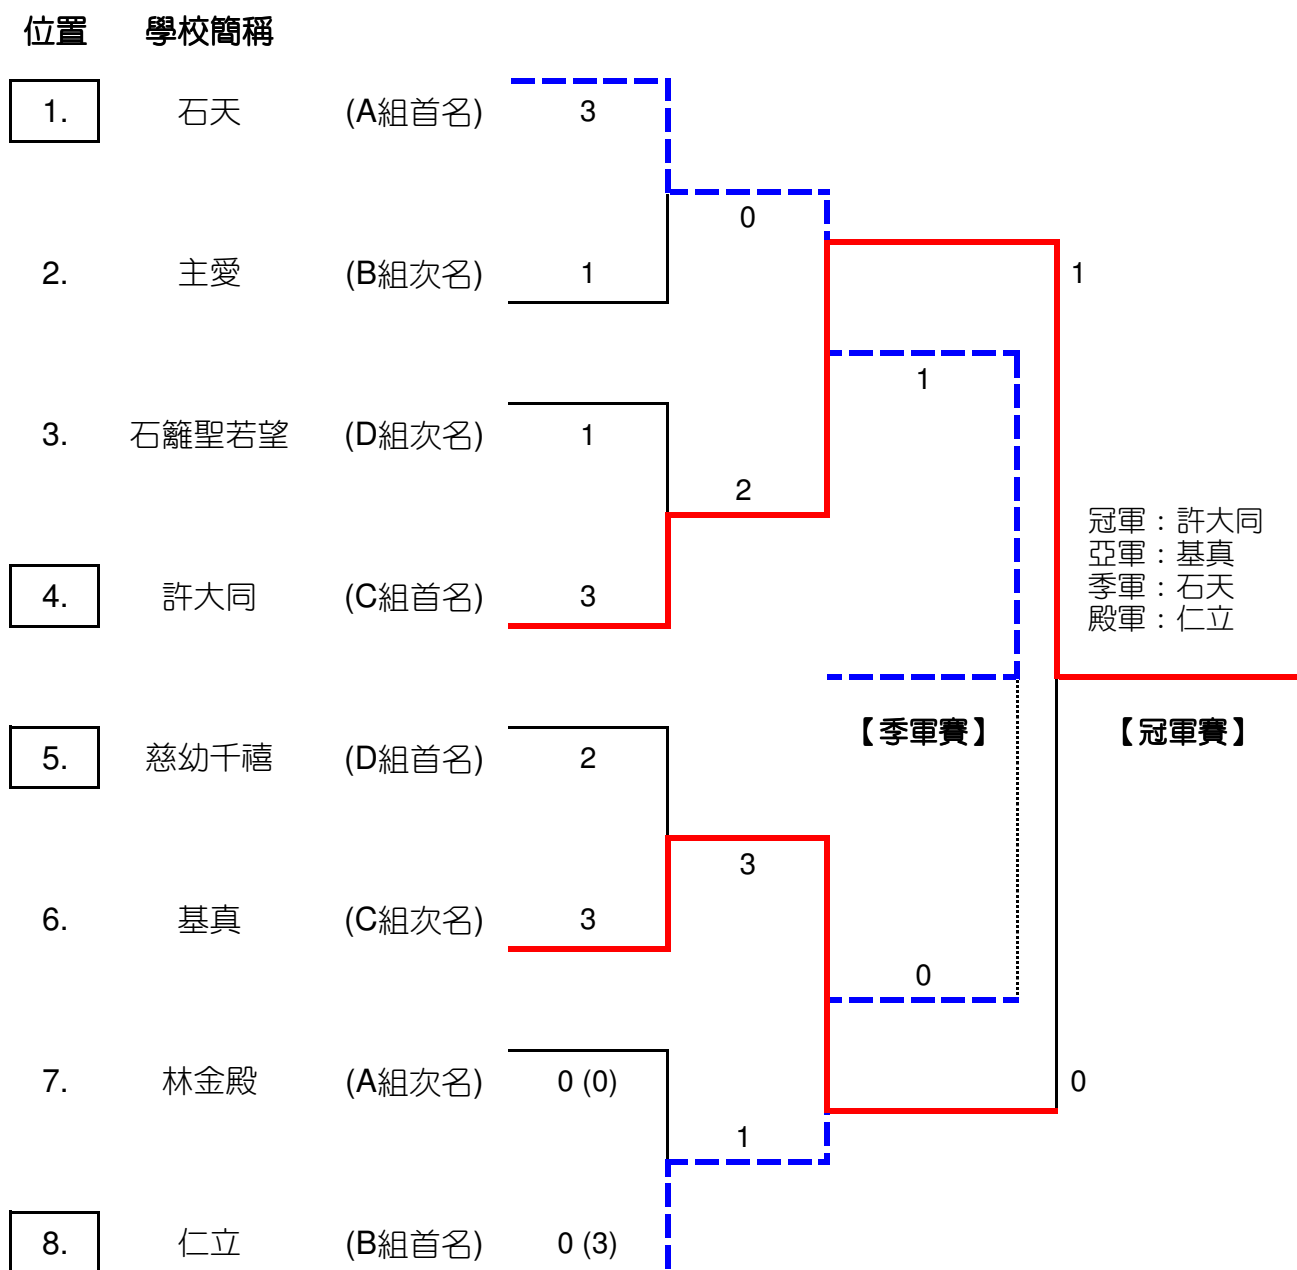 位置 學校簡稱
1. 石天 (A組首名) 3
0
2. 主愛 (B組次名) 1 1
1
3. 石籬聖若望 (D組次名) 1
2
冠軍：許大同
亞軍：基真
季軍：石天
殿軍：仁立
4. 許大同 (C組首名) 3
【季軍賽】 【冠軍賽】
5. 慈幼千禧 (D組首名) 2
3
6. 基真 (C組次名) 3
0
7. 林金殿 (A組次名) 0 (0) 0
1
8. 仁立 (B組首名) 0 (3)